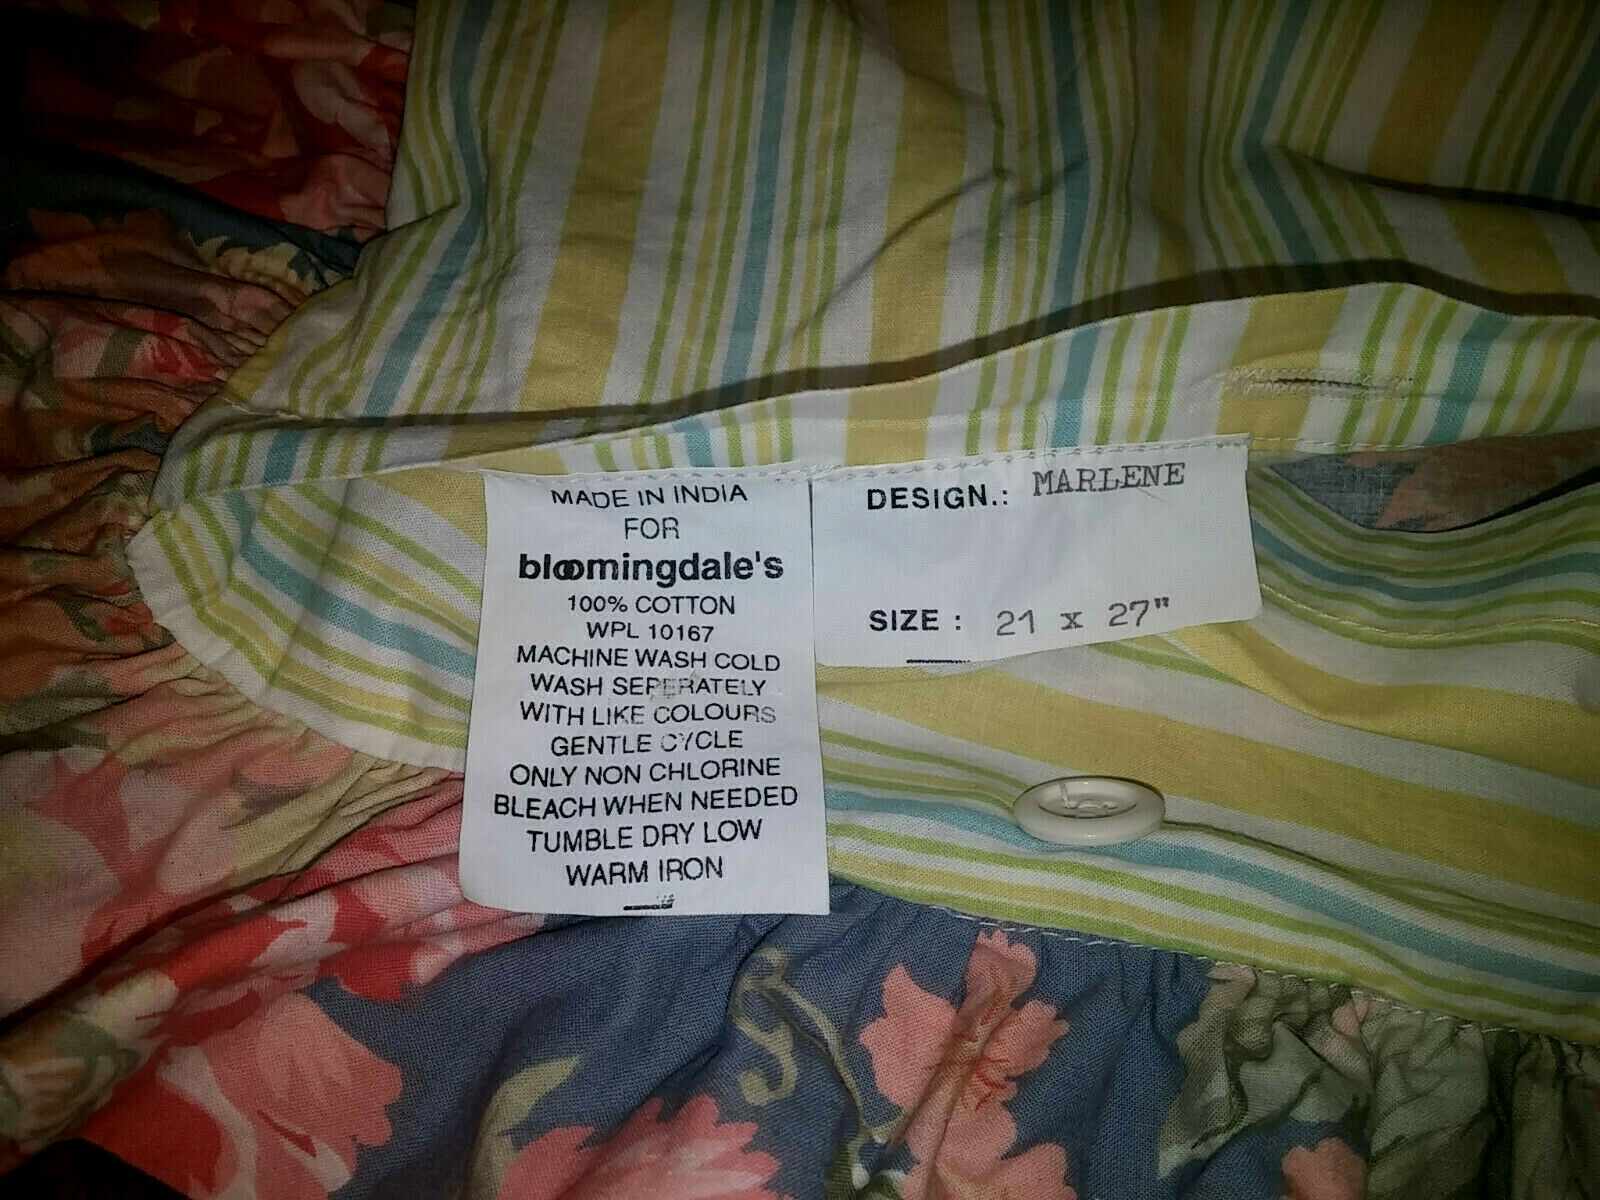 MADE IN INDIA
FOR
bloomingdale's
100% COTTON
WPL 10167
MACHINE WASH COLD
WASH SEPERATELY
WITH LIKE COLOURS
GENTLE CYCLE
ONLY NON CHLORINE
BLEACH WHEN NEEDED
TUMBLE DRY LOW
WARM IRON
DESIGN.: MARLENE
SIZE : 21 x 27"